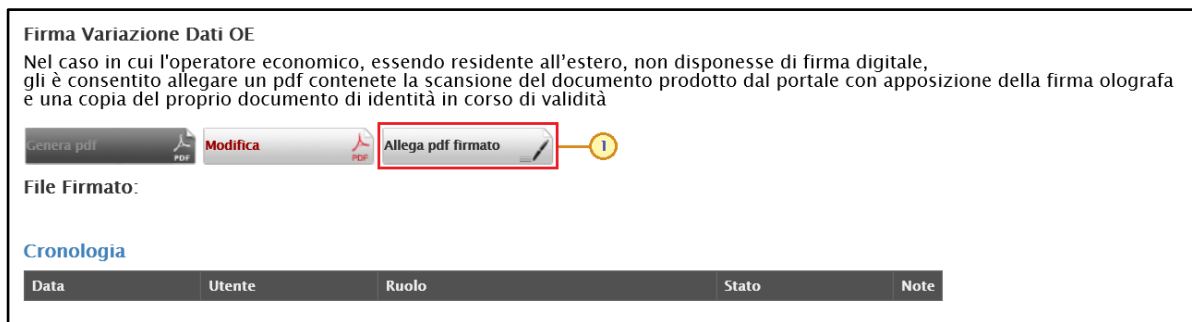 Firma Variazione Dati OE
Nel caso in cui l'operatore economico, essendo residente all’estero, non disponesse di firma digitale,
gli è consentito allegare un pdf contenete la scansione del documento prodotto dal portale con apposizione della firma olografa
e una copia del proprio documento di identità in corso di validità
Genera pdf PDF Modifica PDF Allega pdf firmato 1
File Firmato:
Cronologia
Data Utente Ruolo Stato Note